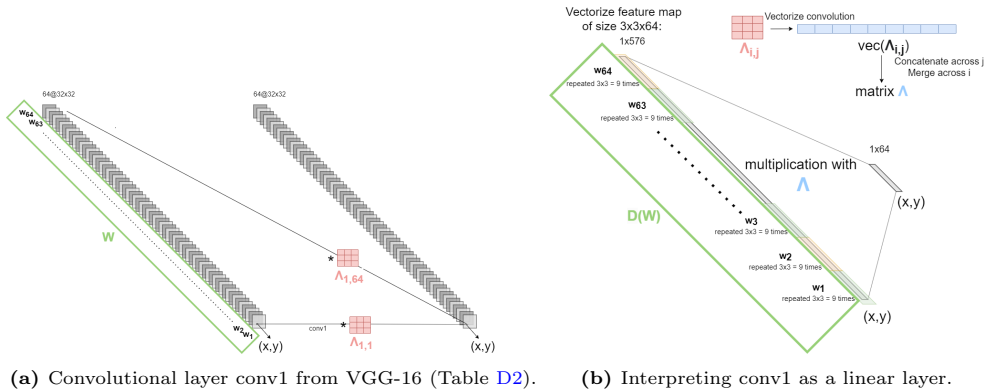 64@32x32
64@32x32
w64
w63
W
*
Λ1,64
w2
w1
conv1
*
Λ1,1
(x,y)
(x,y)
(a) Convolutional layer conv1 from VGG-16 (Table D2).
Vectorize feature map
of size 3x3x64:
1x576
Vectorize convolution
Λi,j
vec(Λi,j)
Concatenate across j
Merge across i
matrix Λ
w64
repeated 3x3 = 9 times
w63
repeated 3x3 = 9 times
D(W)
multiplication with
Λ
1x64
(x,y)
w3
repeated 3x3 = 9 times
w2
repeated 3x3 = 9 times
w1
repeated 3x3 = 9 times
(x,y)
(b) Interpreting conv1 as a linear layer.